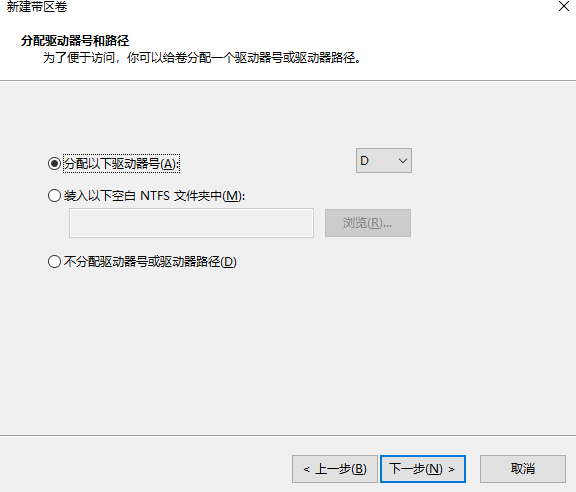 新建带区卷
分配驱动器号和路径
为了便于访问，你可以给卷分配一个驱动器号或驱动器路径。
分配以下驱动器号(A): D
装入以下空白 NTFS 文件夹中(M):
浏览(R)...
不分配驱动器号或驱动器路径(D)
< 上一步(B) 下一步(N) > 取消